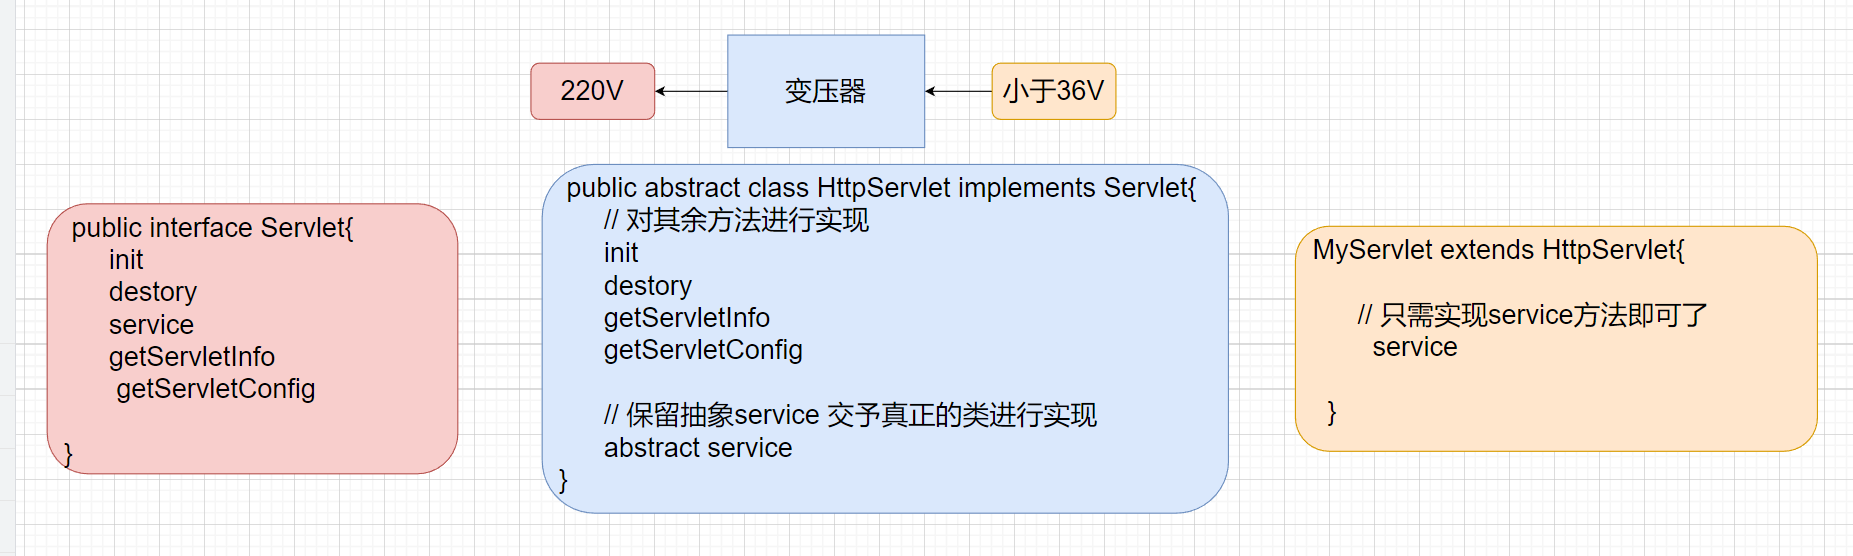 220V
变压器
小于36V
public interface Servlet{
init
destory
service
getServletInfo
getServletConfig
}
public abstract class HttpServlet implements Servlet{
// 对其余方法进行实现
init
destory
getServletInfo
getServletConfig
// 保留抽象service 交予真正的类进行实现
abstract service
}
MyServlet extends HttpServlet{
// 只需实现service方法即可了
service
}